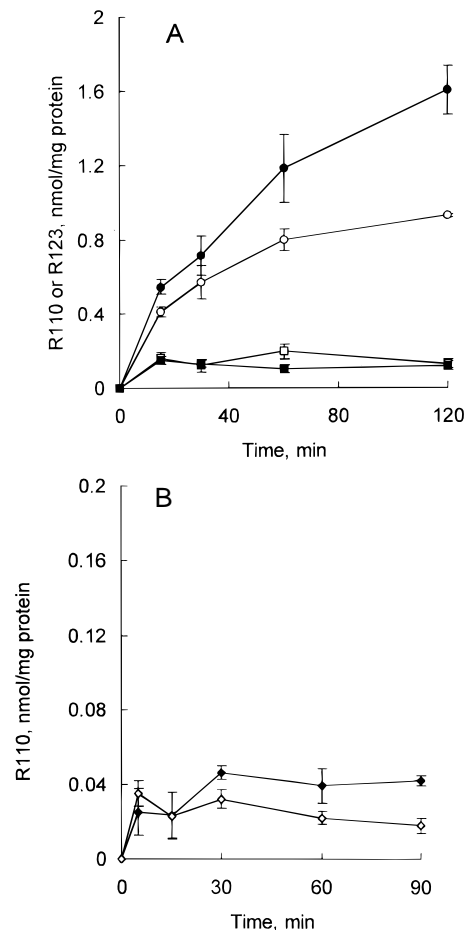 A
R110 or R123, nmol/mg protein
2
1.6
1.2
0.8
0.4
0
0 40 80 120
Time, min
B
R110, nmol/mg protein
0.2
0.16
0.12
0.08
0.04
0
0 30 60 90
Time, min